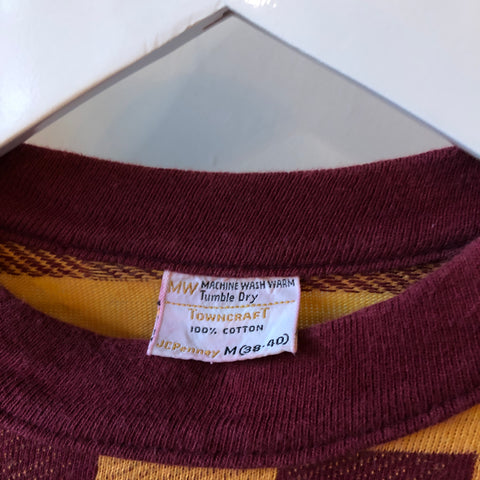 MW MACHINE WASH WARM
Tumble Dry
TOWNCRAFT
100% COTTON
JCPenney M (38-40)